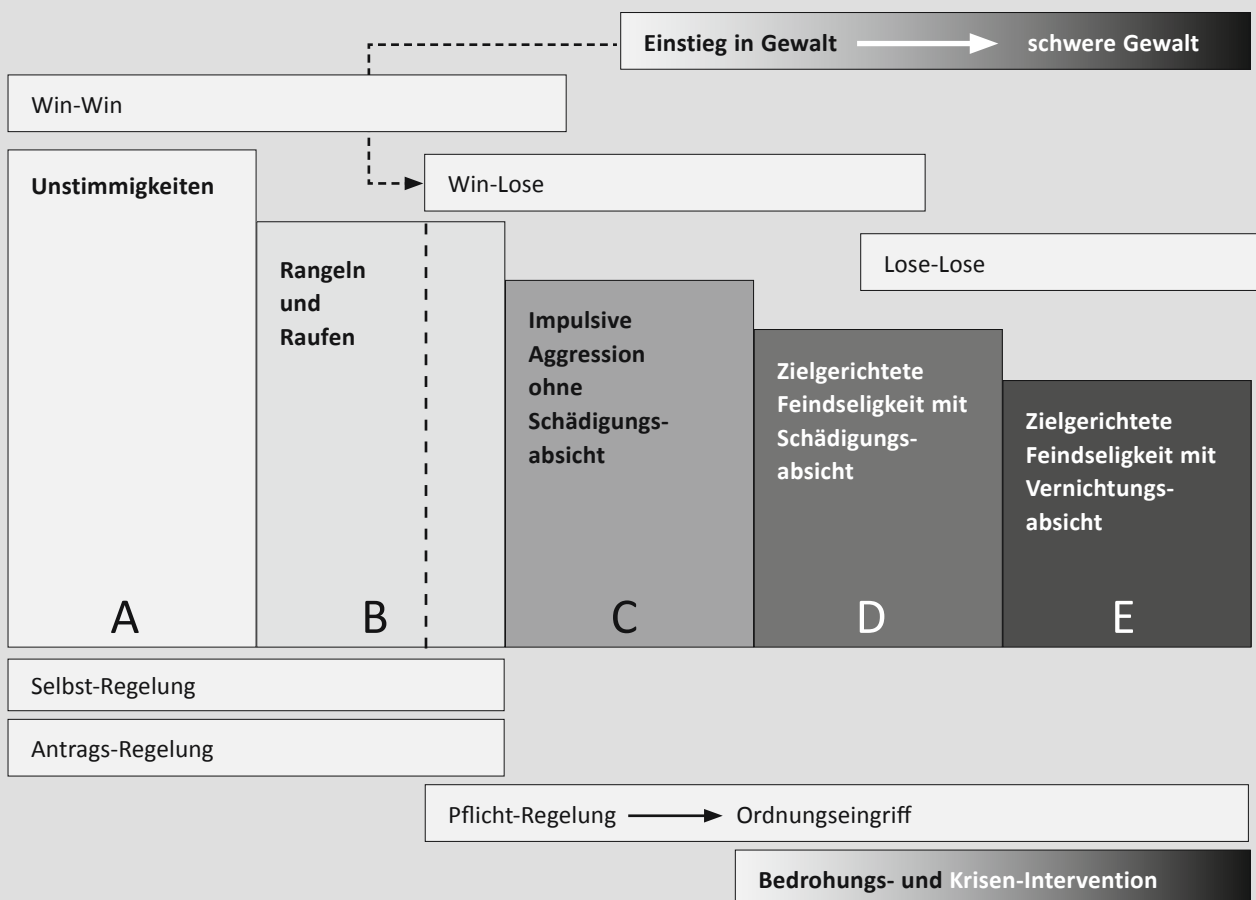 Einstieg in Gewalt schwere Gewalt
Win-Win
Unstimmigkeiten
Win-Lose
Lose-Lose
Rangeln
und
Raufen
Impulsive
Aggression
ohne
Schädigungs-
absicht
Zielgerichtete
Feindseligkeit mit
Schädigungs-
absicht
Zielgerichtete
Feindseligkeit mit
Vernichtungs-
absicht
A
B
C
D
E
Selbst-Regelung
Antrags-Regelung
Pflicht-Regelung Ordnungseingriff
Bedrohungs- und Krisen-Intervention